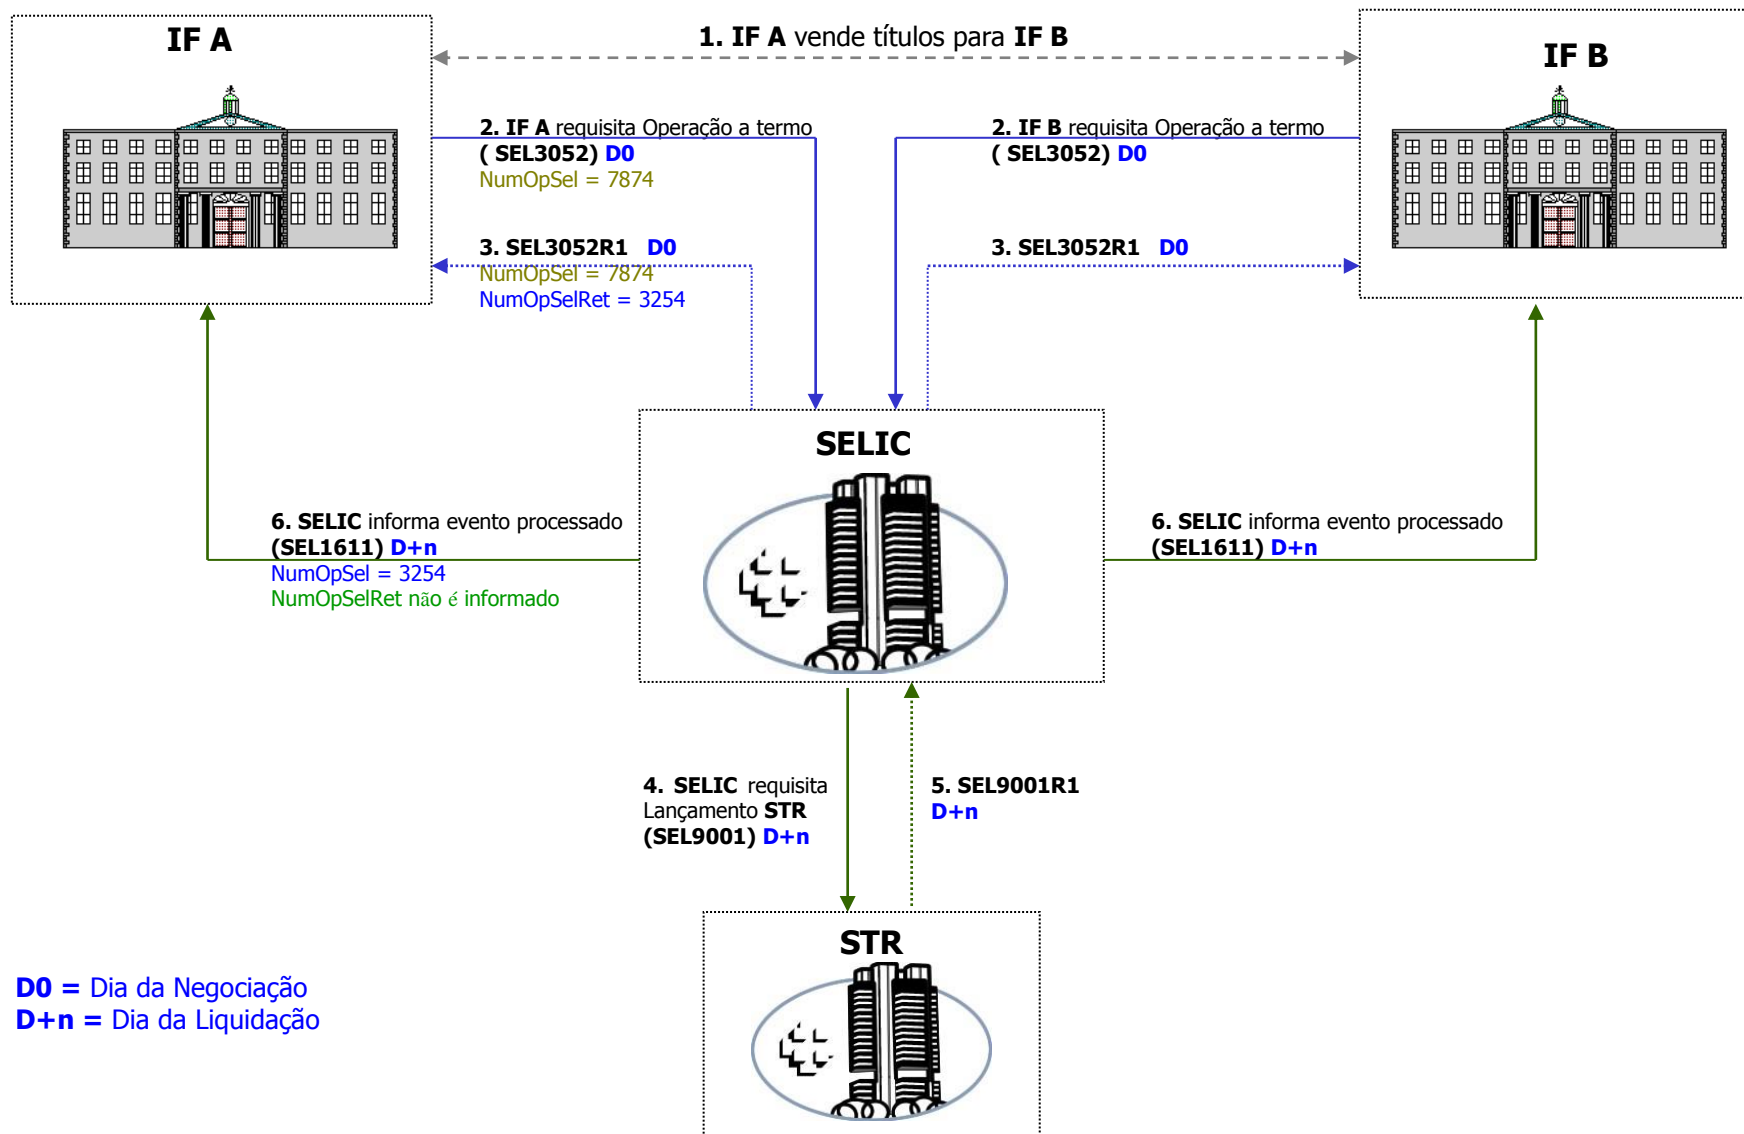 IF A
1. IF A vende títulos para IF B
IF B
2. IF A requisita Operação a termo
( SEL3052) D0
NumOpSel = 7874
2. IF B requisita Operação a termo
( SEL3052) D0
3. SEL3052R1 D0
NumOpSel = 7874
NumOpSelRet = 3254
3. SEL3052R1 D0
SELIC
6. SELIC informa evento processado
(SEL1611) D+n
NumOpSel = 3254
NumOpSelRet não é informado
6. SELIC informa evento processado
(SEL1611) D+n
4. SELIC requisita
Lançamento STR
(SEL9001) D+n
5. SEL9001R1
D+n
STR
D0 = Dia da Negociação
D+n = Dia da Liquidação